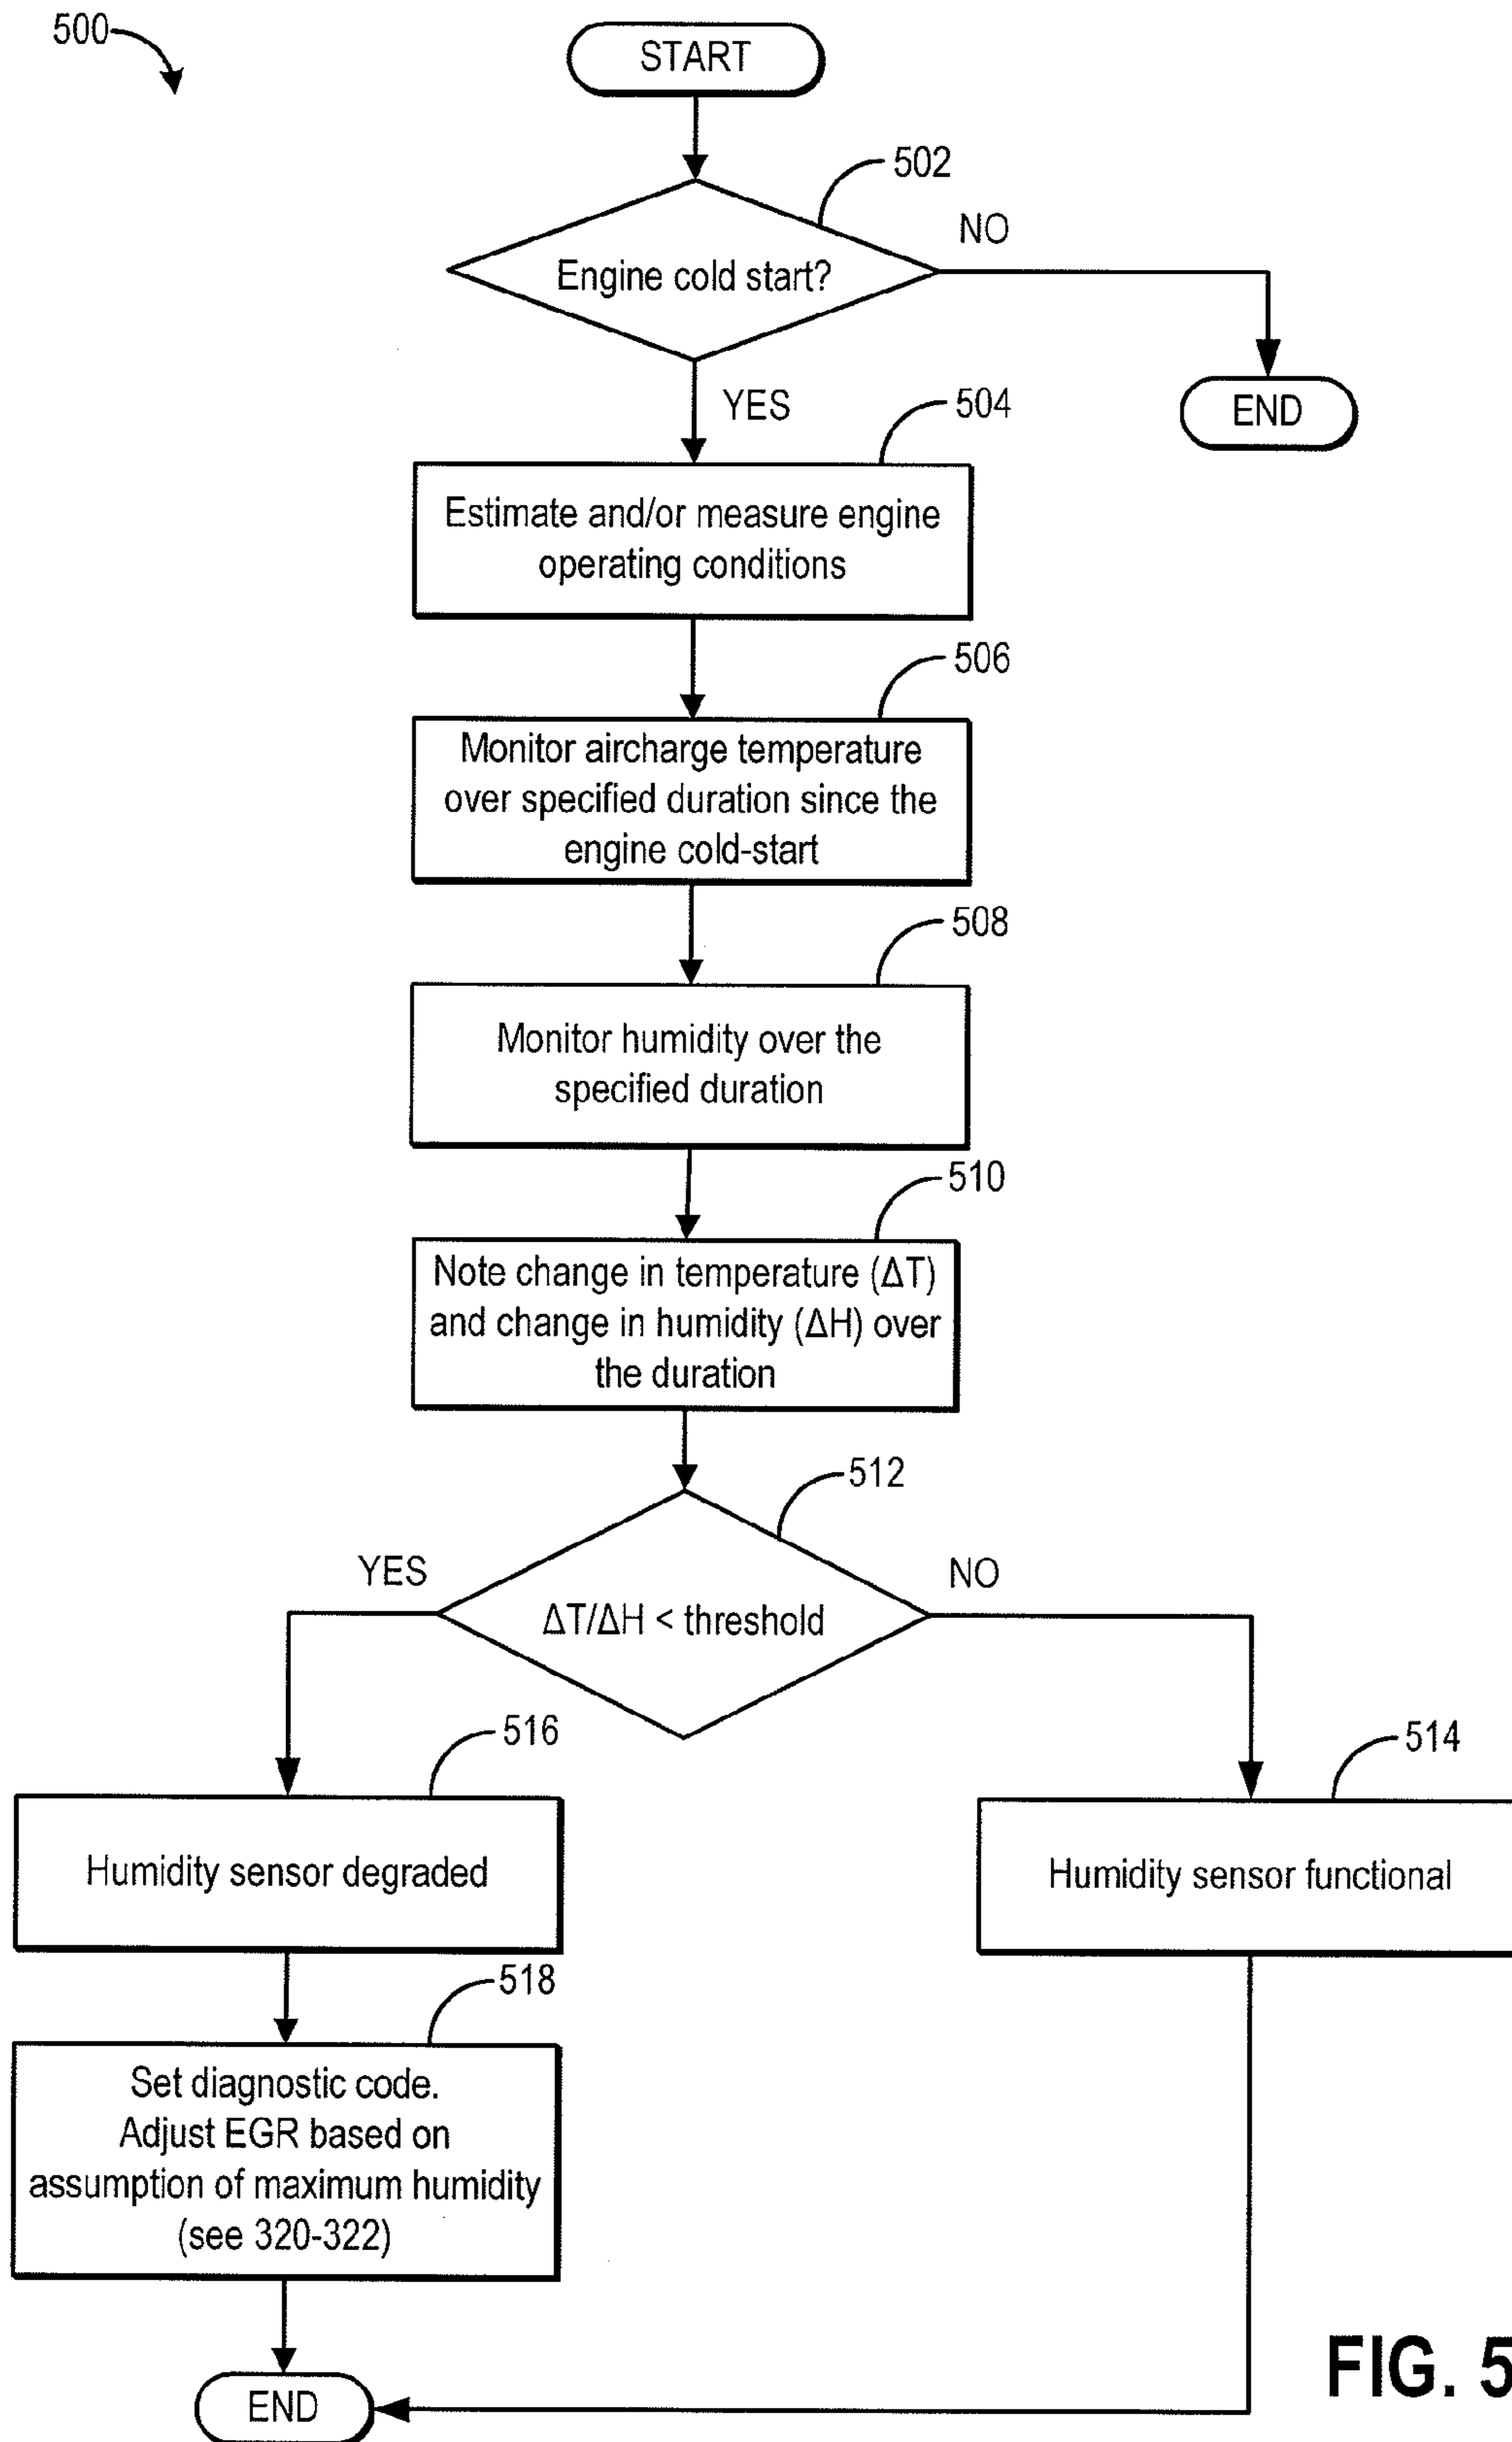 500
START
502
Engine cold start?
NO
END
YES
504
Estimate and/or measure engine
operating conditions
506
Monitor aircharge temperature
over specified duration since the
engine cold-start
508
Monitor humidity over the
specified duration
510
Note change in temperature (ΔT)
and change in humidity (ΔH) over
the duration
512
YES
NO
ΔT/ΔH < threshold
516
514
Humidity sensor degraded
Humidity sensor functional
518
Set diagnostic code.
Adjust EGR based on
assumption of maximum humidity
(see 320-322)
END
FIG. 5